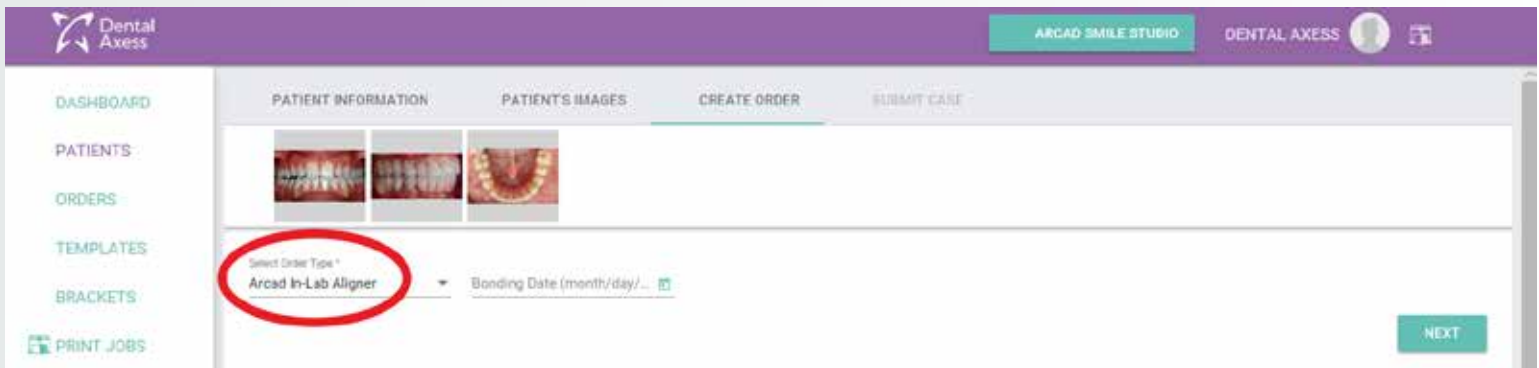 Dental
Axess
ARCAD SMILE STUDIO
DENTAL AXESS
DASHBOARD
PATIENTS
ORDERS
TEMPLATES
BRACKETS
PRINT JOBS
PATIENT INFORMATION
PATIENT'S IMAGES
CREATE ORDER
SUBMIT CASE
Select Order Type *
Arcad In-Lab Aligner
Bonding Date (month/day/...
NEXT